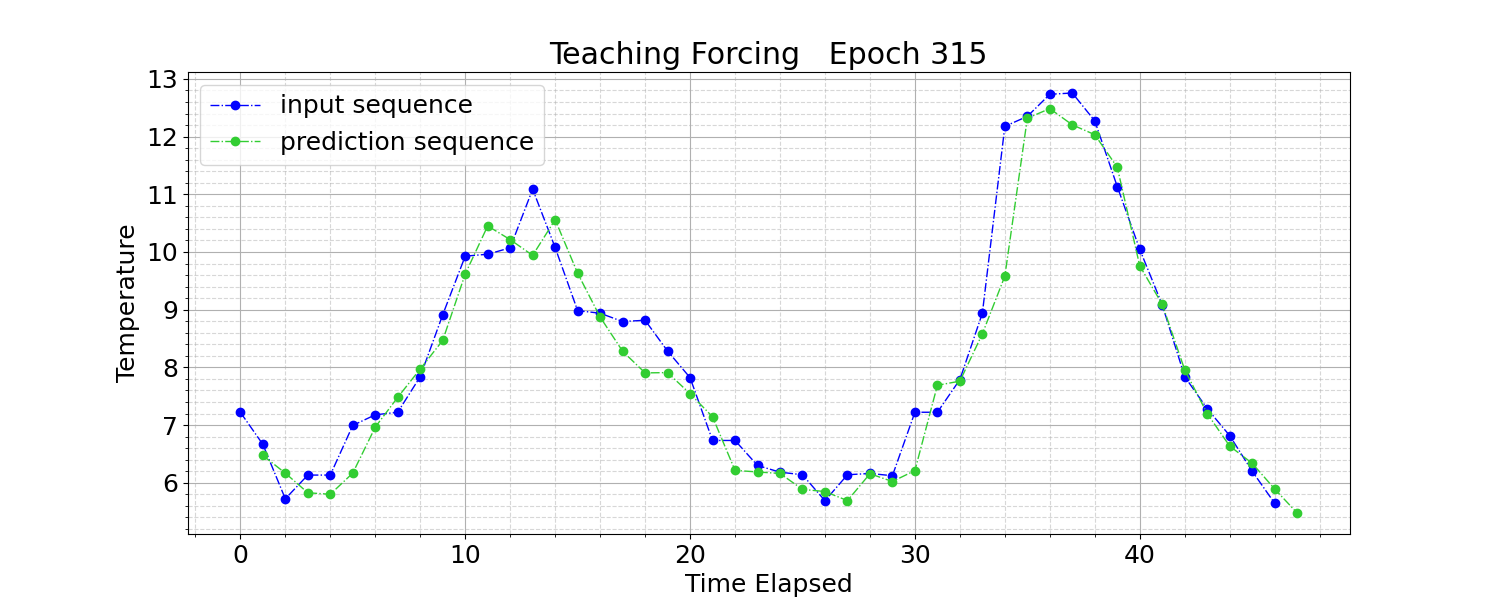 Teaching Forcing   Epoch 315
13
12
11
10
9
8
7
6
Temperature
input sequence
prediction sequence
0 10 20 30 40
Time Elapsed